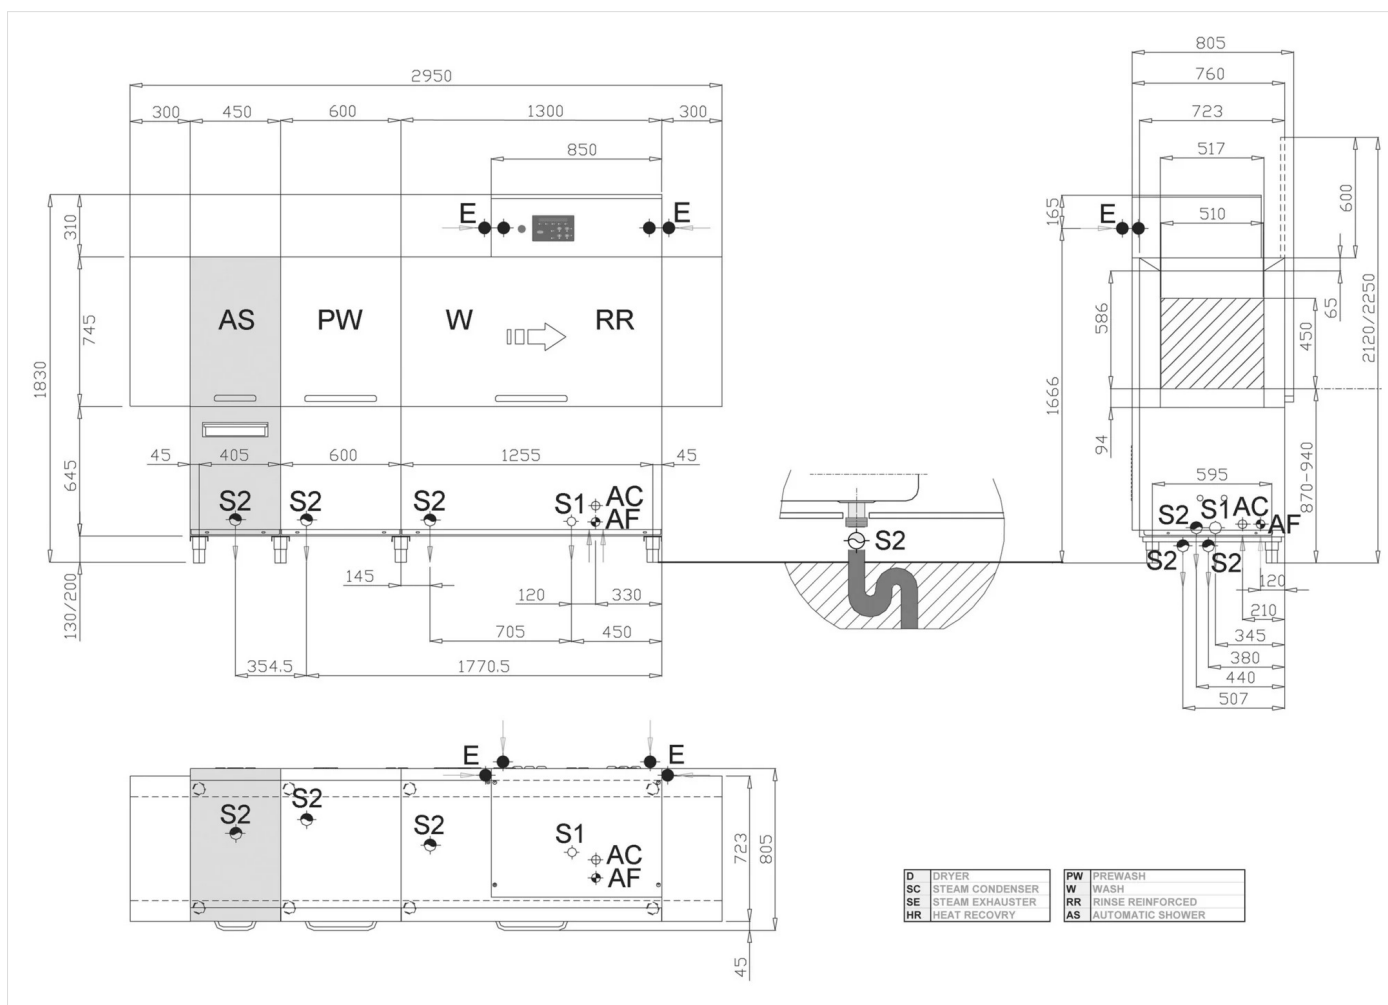 2950
300
450
600
1300
300
850
310
745
1830
645
130/200
E
E
AS
PW
W
RR
45
405
600
1255
45
S2
S2
S2
S1
AC
AF
145
120
330
705
450
354.5
1770.5
S2
805
760
723
517
510
165
E
600
65
586
450
2120/2250
1666
94
870-940
595
S2
S1
AC
AF
S2
S2
120
210
345
380
440
507
E
E
S2
S2
S2
S1
AC
AF
723
805
45
D DRYER
SC STEAM CONDENSER
SE STEAM EXHAUSTER
HR HEAT RECOVRY
PW PREWASH
W WASH
RR RINSE REINFORCED
AS AUTOMATIC SHOWER